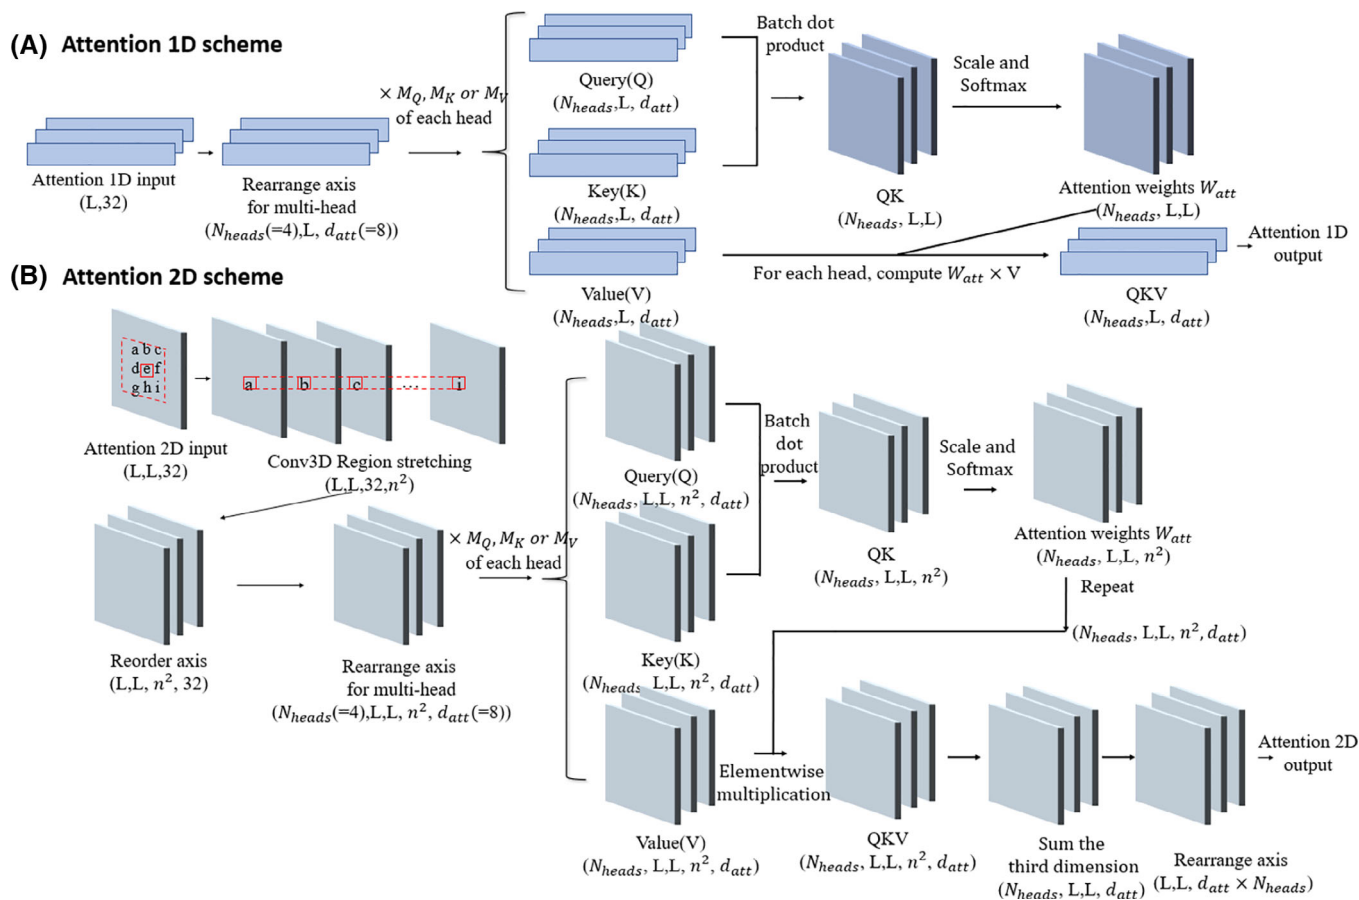 (A) Attention 1D scheme
Attention 1D input
(L,32)
Rearrange axis
for multi-head
(N_heads(=4),L, d_att(=8))
× M_Q, M_K or M_V
of each head
Query(Q)
(N_heads,L, d_att)
Key(K)
(N_heads,L, d_att)
Value(V)
(N_heads,L, d_att)
Batch dot
product
QK
(N_heads, L,L)
Scale and
Softmax
Attention weights W_att
(N_heads, L,L)
For each head, compute W_att × V
QKV
(N_heads,L, d_att)
Attention 1D
output
(B) Attention 2D scheme
a b c
d e f
g h i
Attention 2D input
(L,L,32)
a b c ... i
Conv3D Region stretching
(L,L,32,n²)
Reorder axis
(L,L, n², 32)
Rearrange axis
for multi-head
(N_heads(=4),L,L, n², d_att(=8))
× M_Q, M_K or M_V
of each head
Query(Q)
(N_heads, L,L, n², d_att)
Key(K)
(N_heads, L,L, n², d_att)
Value(V)
(N_heads, L,L, n², d_att)
Batch
dot
product
QK
(N_heads, L,L, n²)
Scale and
Softmax
Attention weights W_att
(N_heads, L,L, n²)
Repeat
(N_heads, L,L, n², d_att)
Elementwise
multiplication
QKV
(N_heads, L,L, n², d_att)
Sum the
third dimension
(N_heads, L,L, d_att)
Rearrange axis
(L,L, d_att × N_heads)
Attention 2D
output